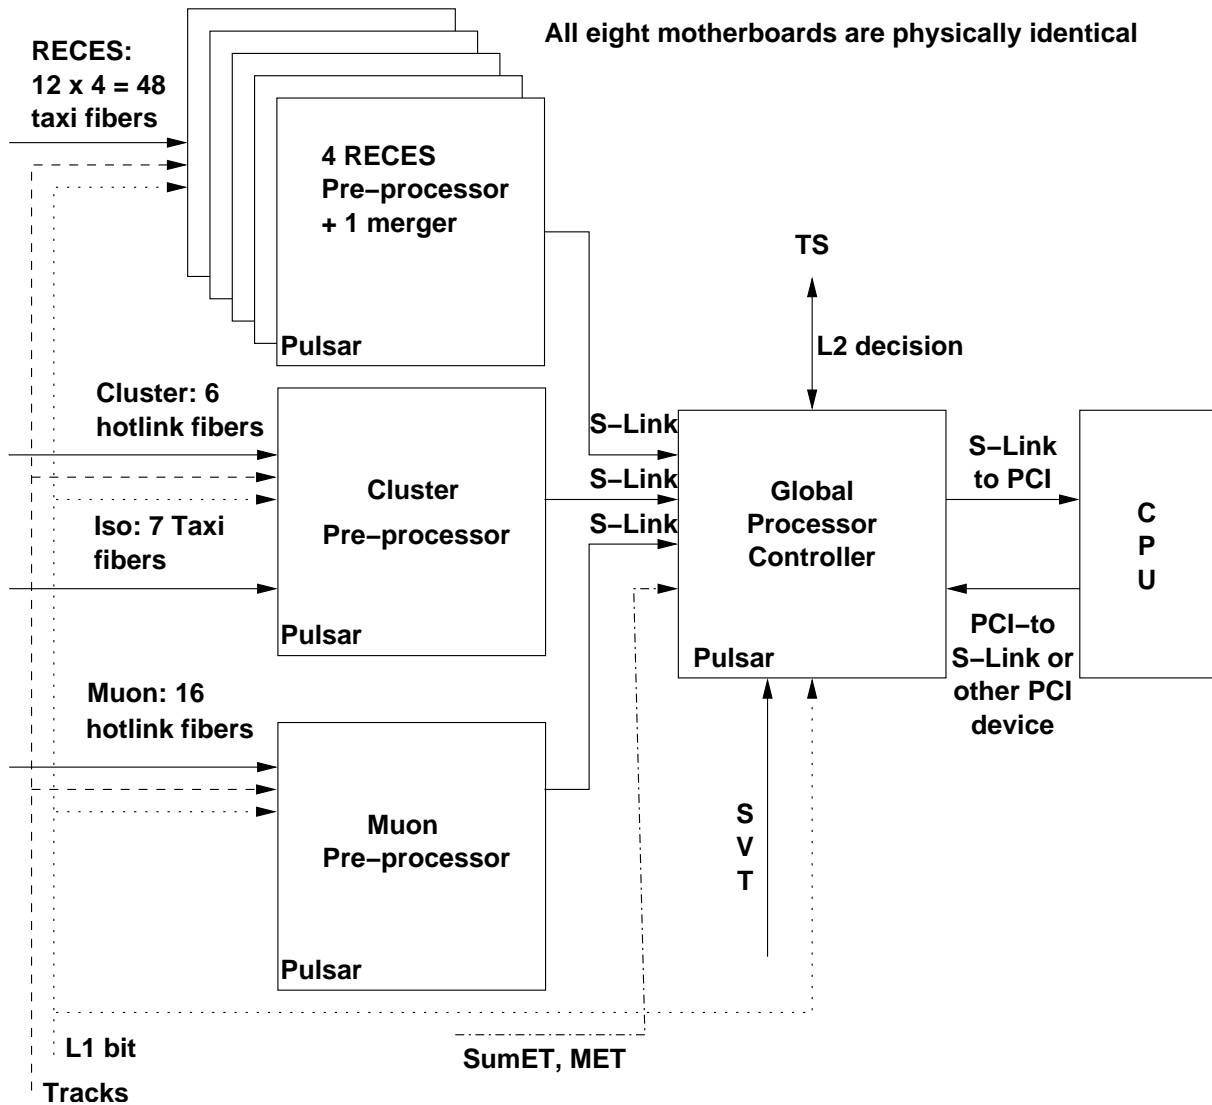 All eight motherboards are physically identical
RECES:
12 x 4 = 48
taxi fibers
4 RECES
Pre-processor
+ 1 merger
Pulsar
TS
L2 decision
Cluster: 6
hotlink fibers
Cluster
Pre-processor
Pulsar
Iso: 7 Taxi
fibers
S-Link
S-Link
S-Link
Global
Processor
Controller
Pulsar
S-Link
to PCI
C
P
U
PCI-to
S-Link or
other PCI
device
Muon: 16
hotlink fibers
Muon
Pre-processor
Pulsar
S
V
T
L1 bit
SumET, MET
Tracks